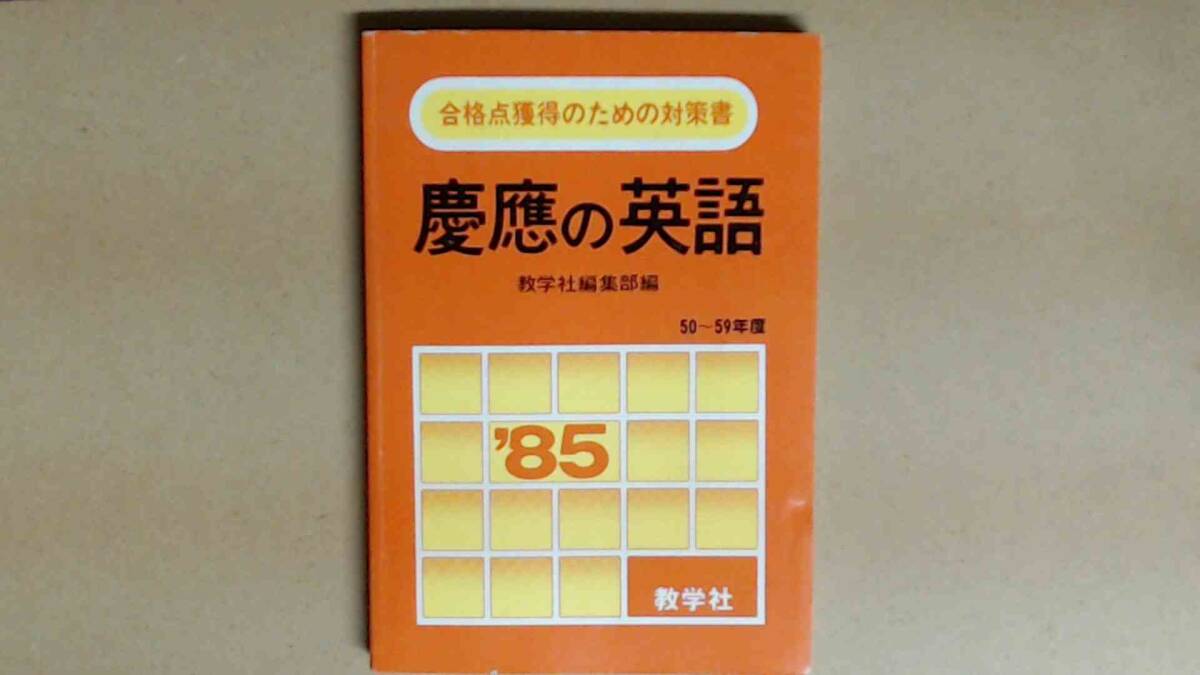 合格点獲得のための対策書
慶應の英語
教学社編集部編
50〜59年度
'85
教学社